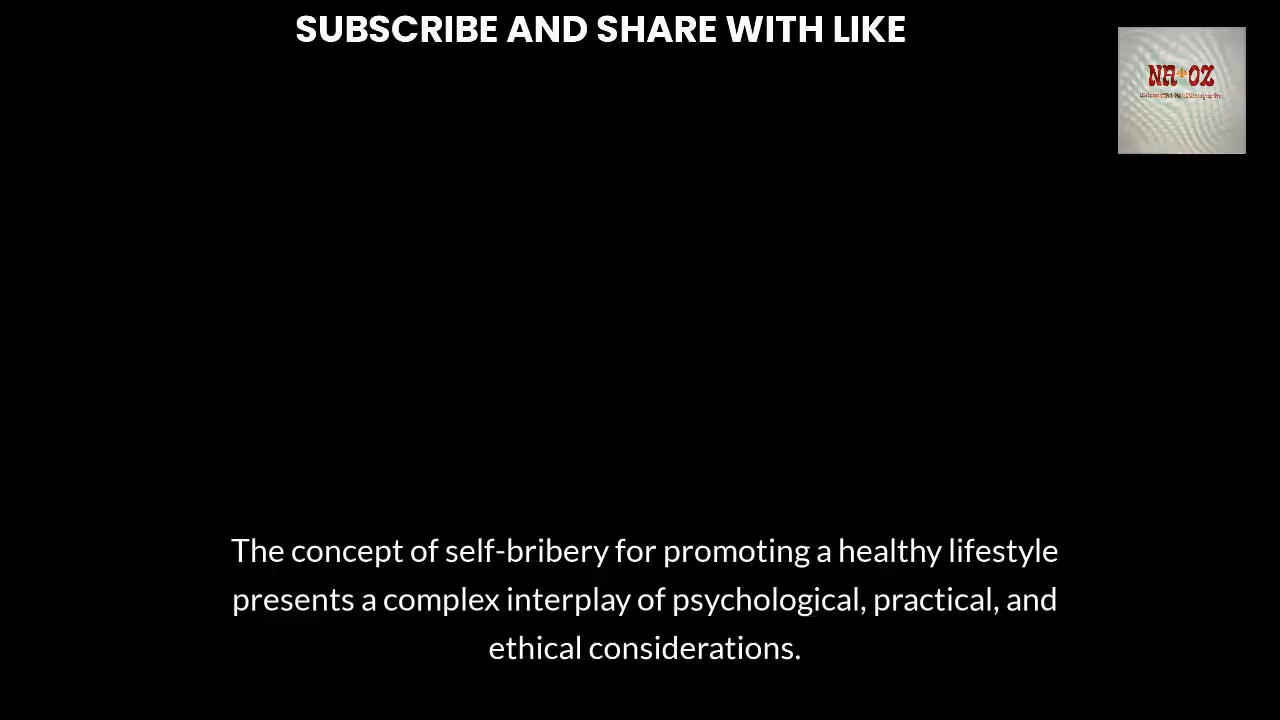 SUBSCRIBE AND SHARE WITH LIKE
NA OZ
The concept of self-bribery for promoting a healthy lifestyle
presents a complex interplay of psychological, practical, and
ethical considerations.